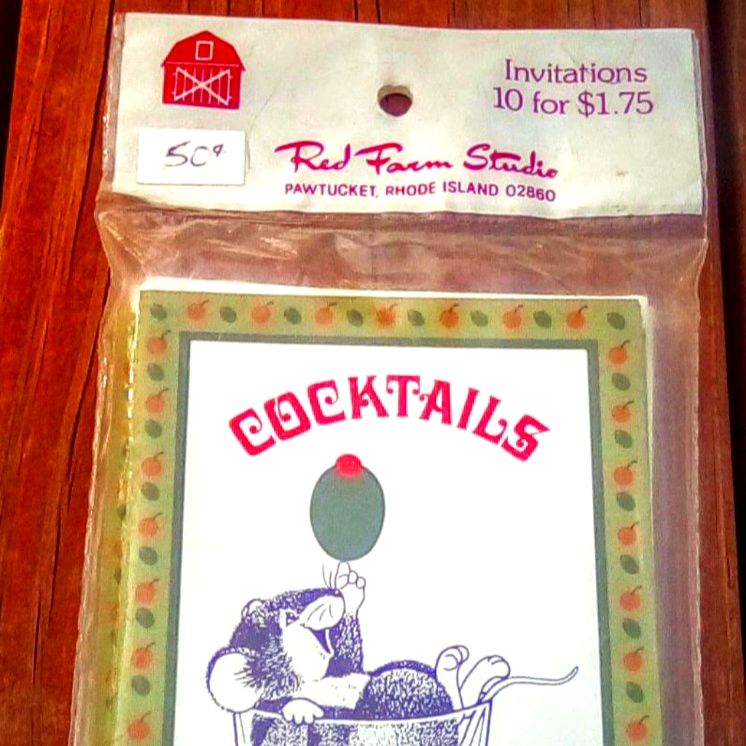 Invitations
10 for $1.75
50¢
Red Farm Studio
PAWTUCKET, RHODE ISLAND 02860
COCKTAILS